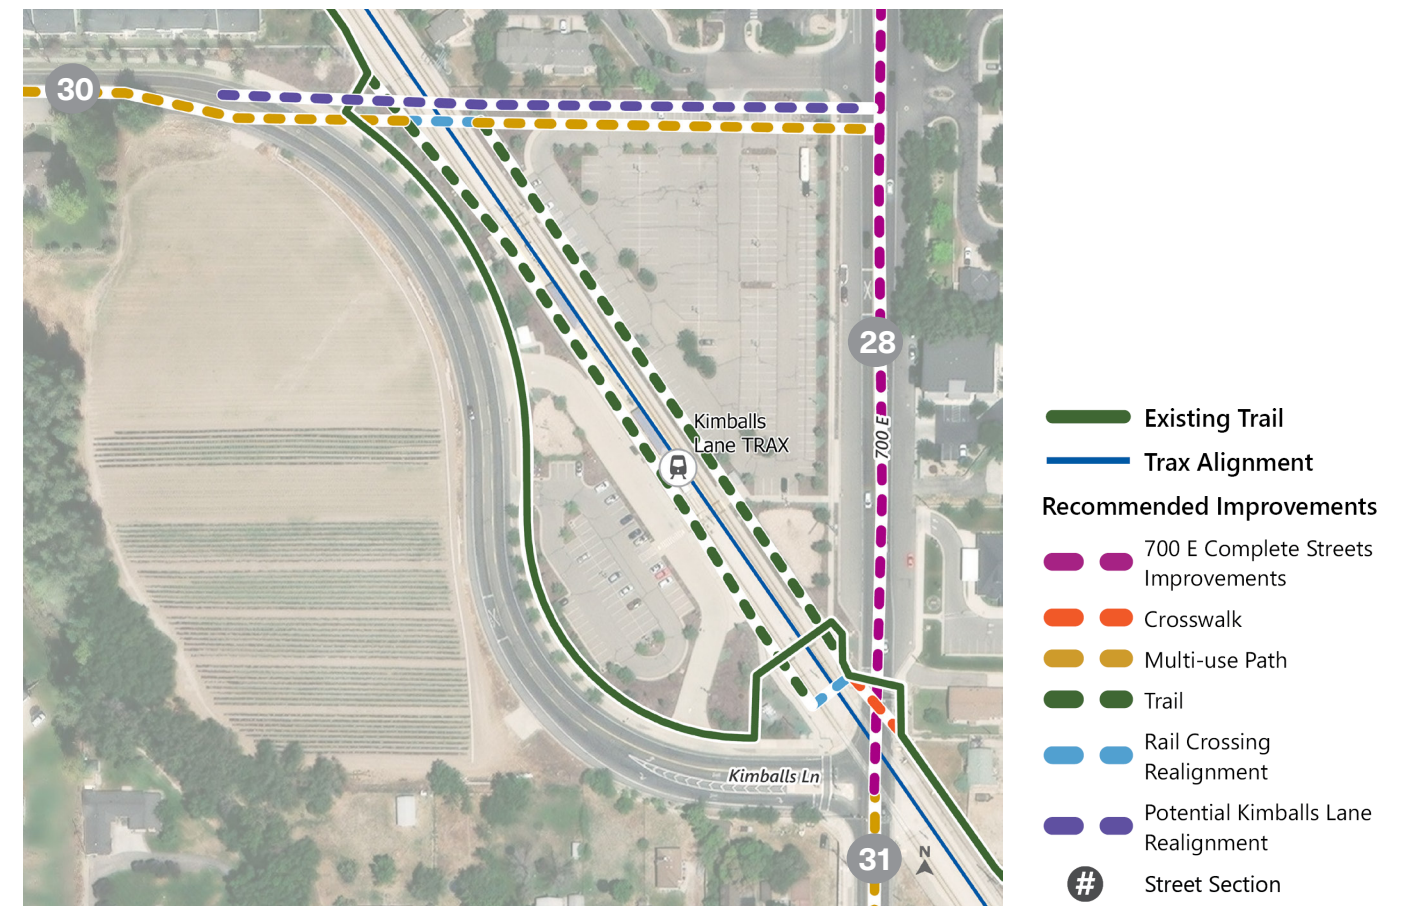 30
28
700 E
Kimballs
Lane TRAX
Kimballs Ln
31
N
Existing Trail
Trax Alignment
Recommended Improvements
700 E Complete Streets
Improvements
Crosswalk
Multi-use Path
Trail
Rail Crossing
Realignment
Potential Kimballs Lane
Realignment
# Street Section